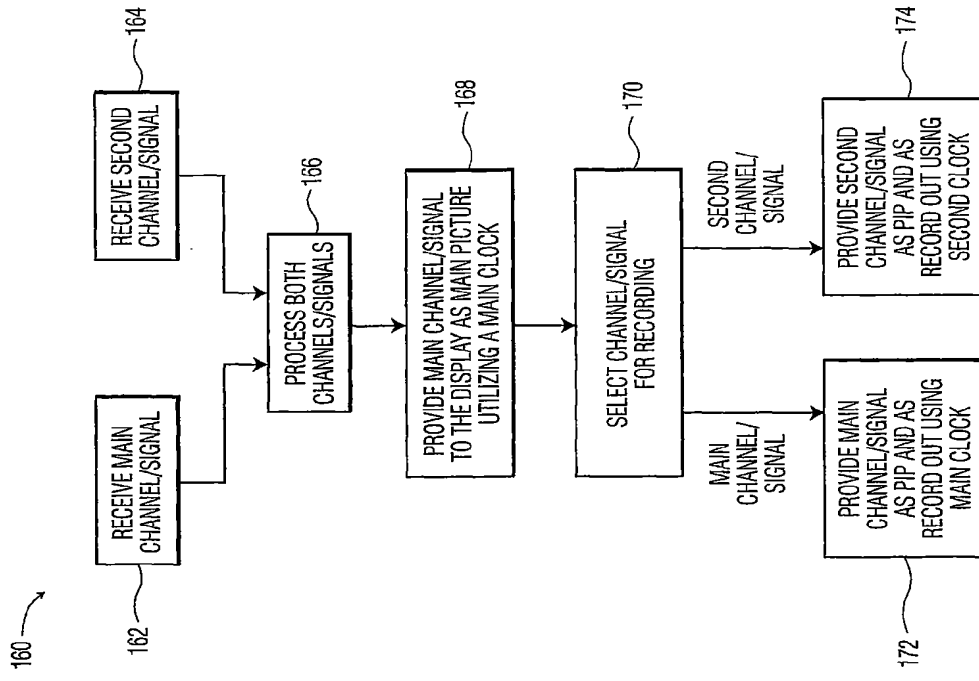 160
RECEIVE MAIN
CHANNEL/SIGNAL
162
RECEIVE SECOND
CHANNEL/SIGNAL
164
PROCESS BOTH
CHANNELS/SIGNALS
166
PROVIDE MAIN CHANNEL/SIGNAL
TO THE DISPLAY AS MAIN PICTURE
UTILIZING A MAIN CLOCK
168
SELECT CHANNEL/SIGNAL
FOR RECORDING
170
MAIN
CHANNEL/
SIGNAL
SECOND
CHANNEL/
SIGNAL
PROVIDE MAIN
CHANNEL/SIGNAL
AS PIP AND AS
RECORD OUT USING
MAIN CLOCK
172
PROVIDE SECOND
CHANNEL/SIGNAL
AS PIP AND AS
RECORD OUT USING
SECOND CLOCK
174